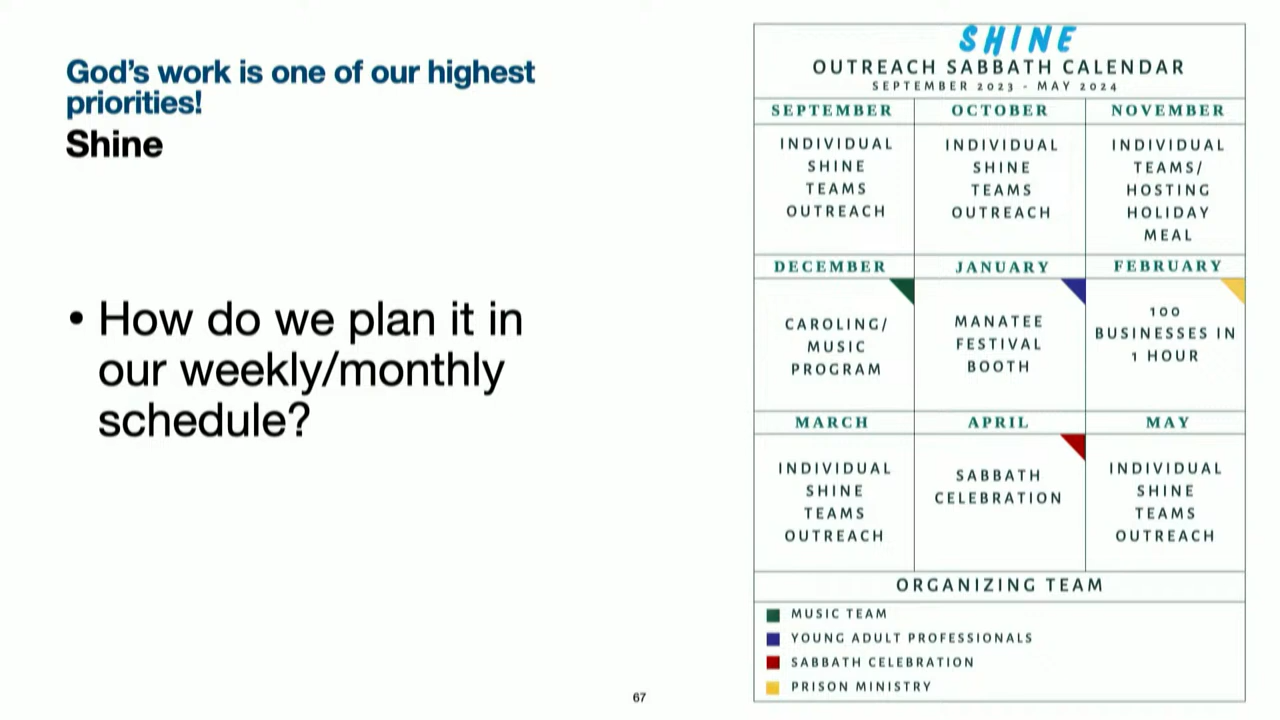 God's work is one of our highest
priorities!
Shine
• How do we plan it in
our weekly/monthly
schedule?
67
SHINE
OUTREACH SABBATH CALENDAR
SEPTEMBER 2023 - MAY 2024
SEPTEMBER
INDIVIDUAL
SHINE
TEAMS
OUTREACH
OCTOBER
INDIVIDUAL
SHINE
TEAMS
OUTREACH
NOVEMBER
INDIVIDUAL
TEAMS/
HOSTING
HOLIDAY
MEAL
DECEMBER
CAROLING/
MUSIC
PROGRAM
JANUARY
MANATEE
FESTIVAL
BOOTH
FEBRUARY
100
BUSINESSES IN
1 HOUR
MARCH
INDIVIDUAL
SHINE
TEAMS
OUTREACH
APRIL
SABBATH
CELEBRATION
MAY
INDIVIDUAL
SHINE
TEAMS
OUTREACH
ORGANIZING TEAM
MUSIC TEAM
YOUNG ADULT PROFESSIONALS
SABBATH CELEBRATION
PRISON MINISTRY